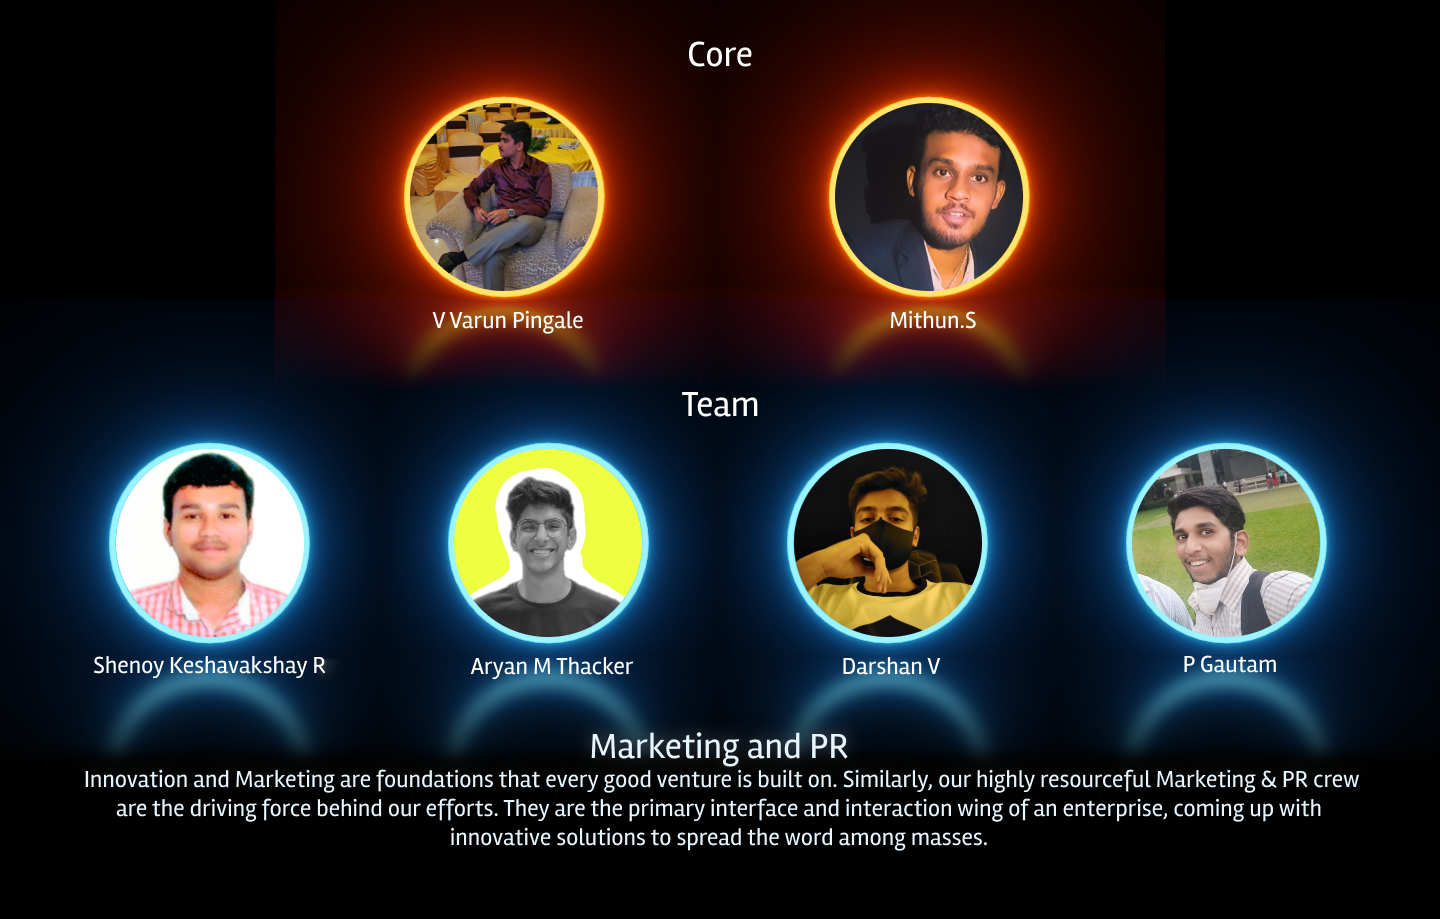 Core
V Varun Pingale
Mithun.S
Team
Shenoy Keshavakshay R
Aryan M Thacker
Darshan V
P Gautam
Marketing and PR
Innovation and Marketing are foundations that every good venture is built on. Similarly, our highly resourceful Marketing & PR crew
are the driving force behind our efforts. They are the primary interface and interaction wing of an enterprise, coming up with
innovative solutions to spread the word among masses.